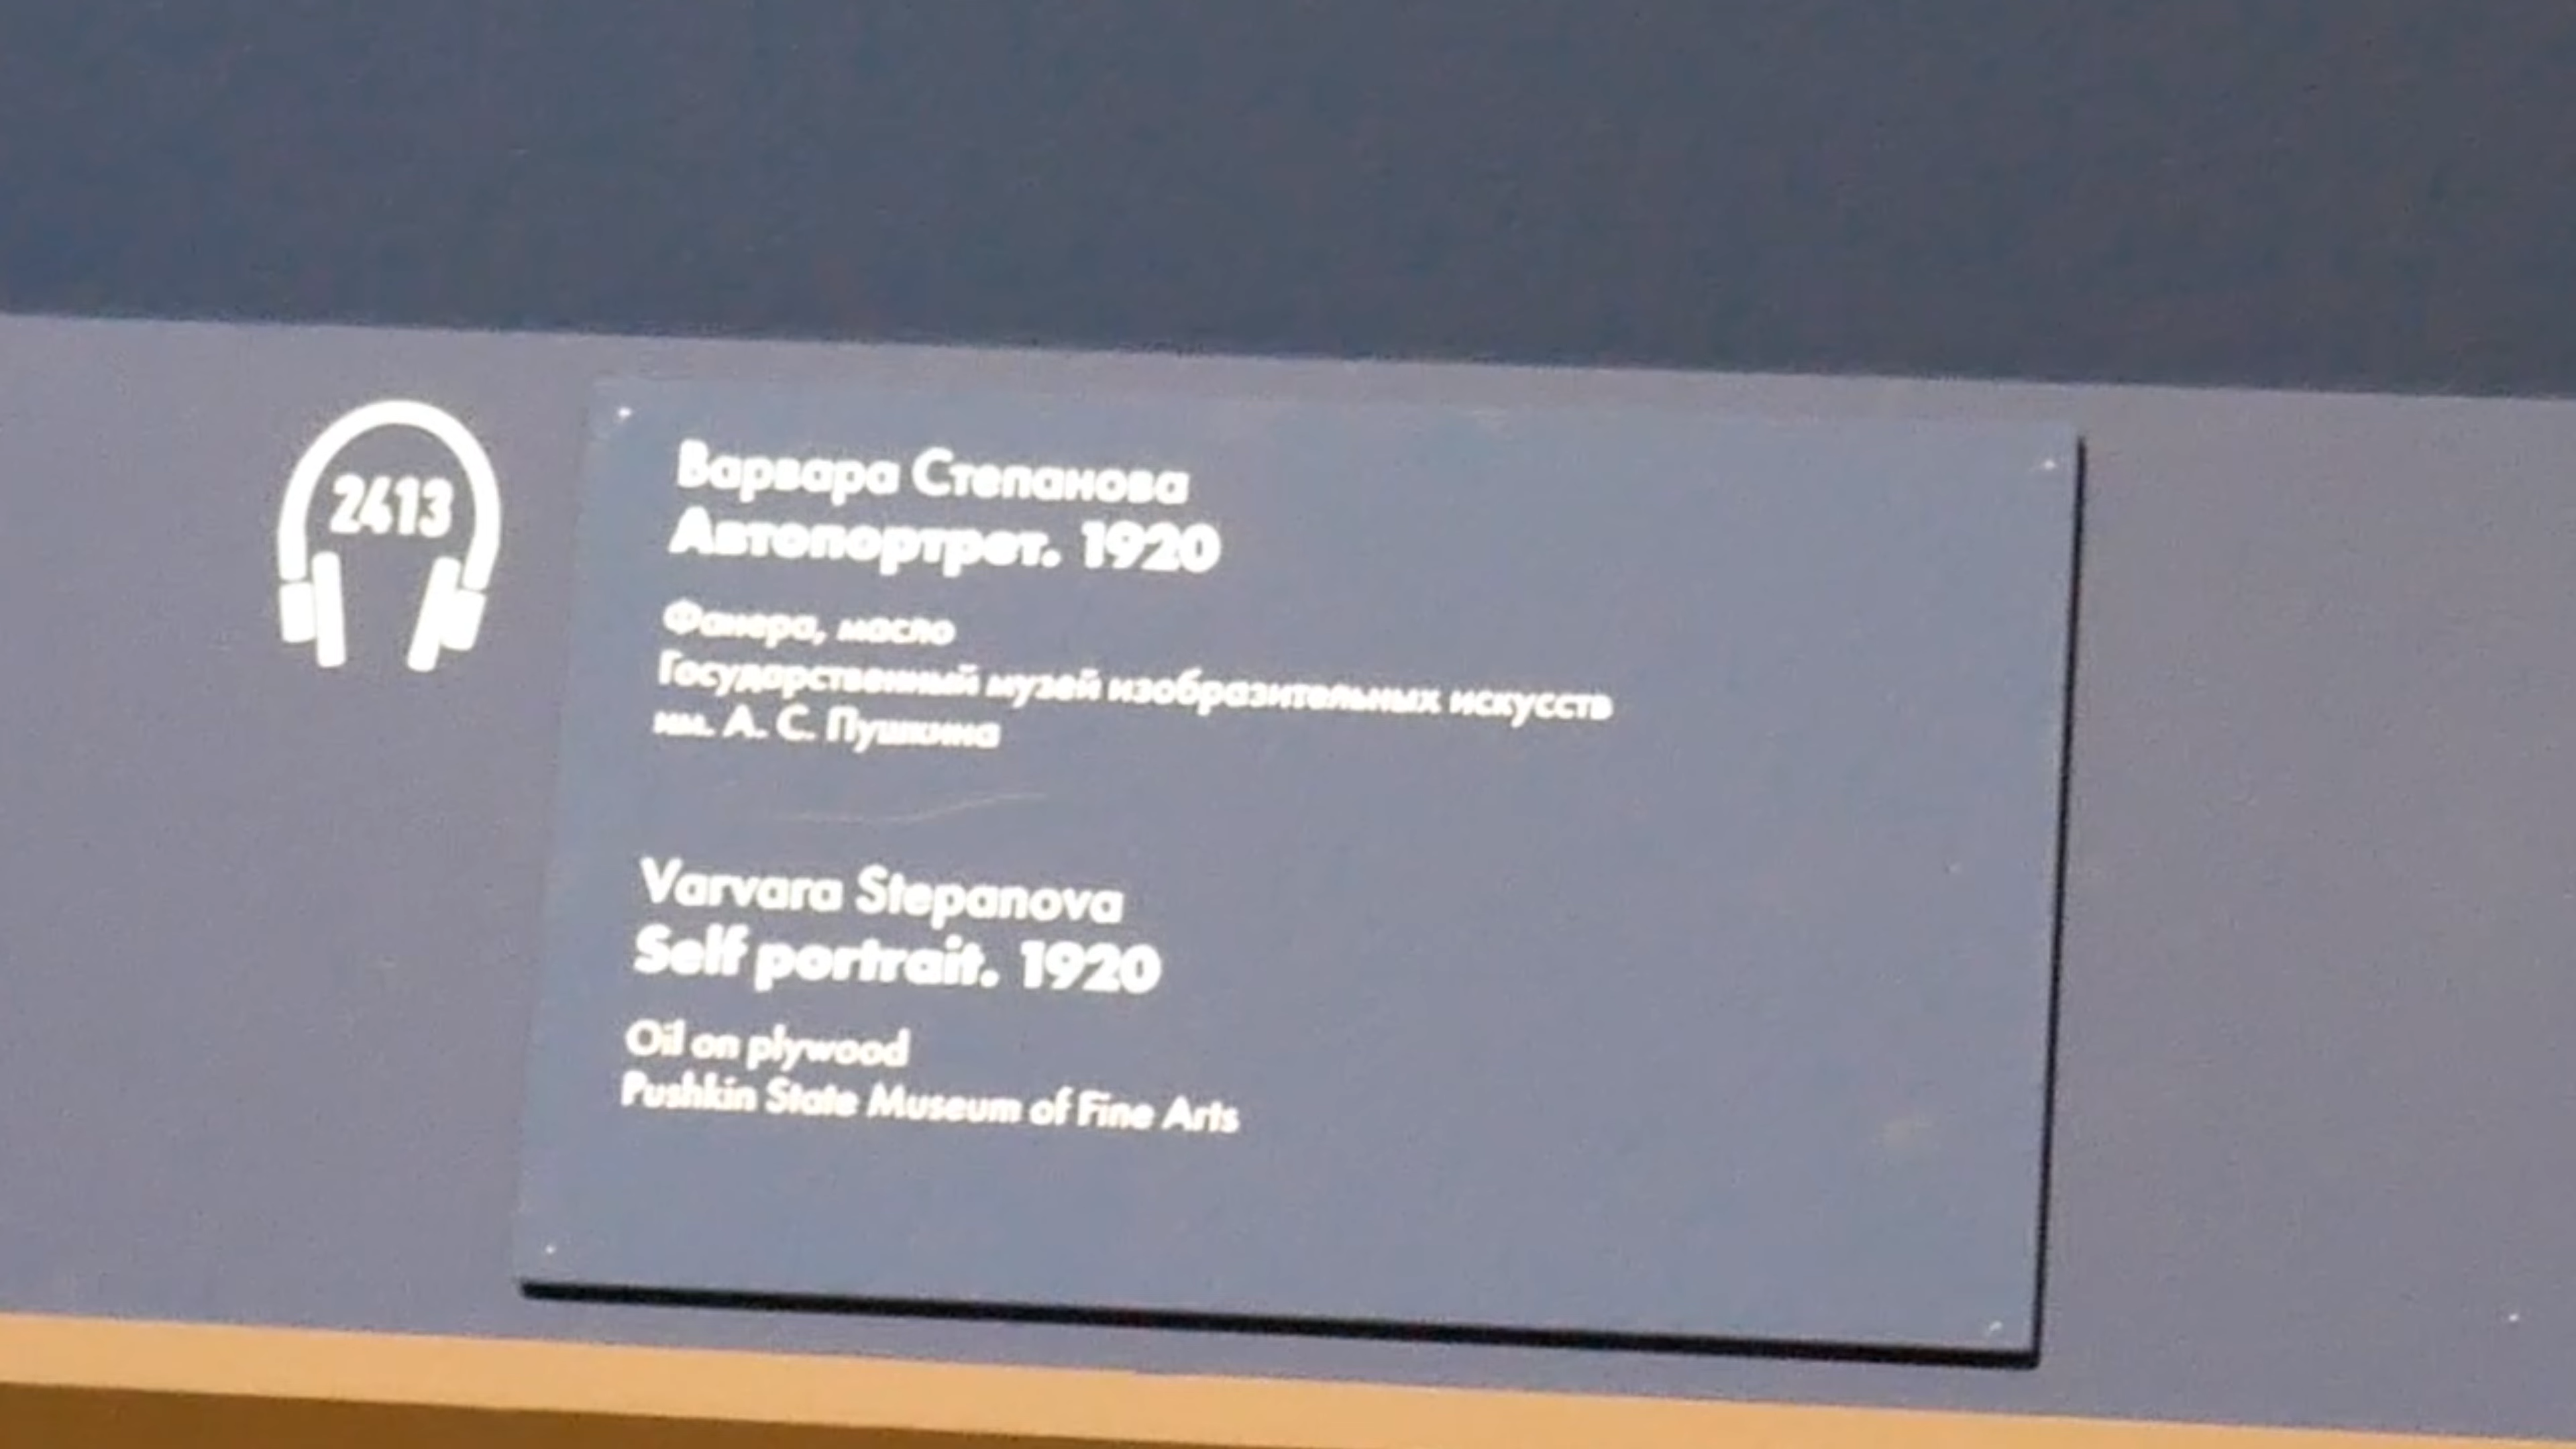 2413
Варвара Степанова
Автопортрет. 1920
Фанера, масло
Государственный музей изобразительных искусств
им. А. С. Пушкина
Varvara Stepanova
Self portrait. 1920
Oil on plywood
Pushkin State Museum of Fine Arts